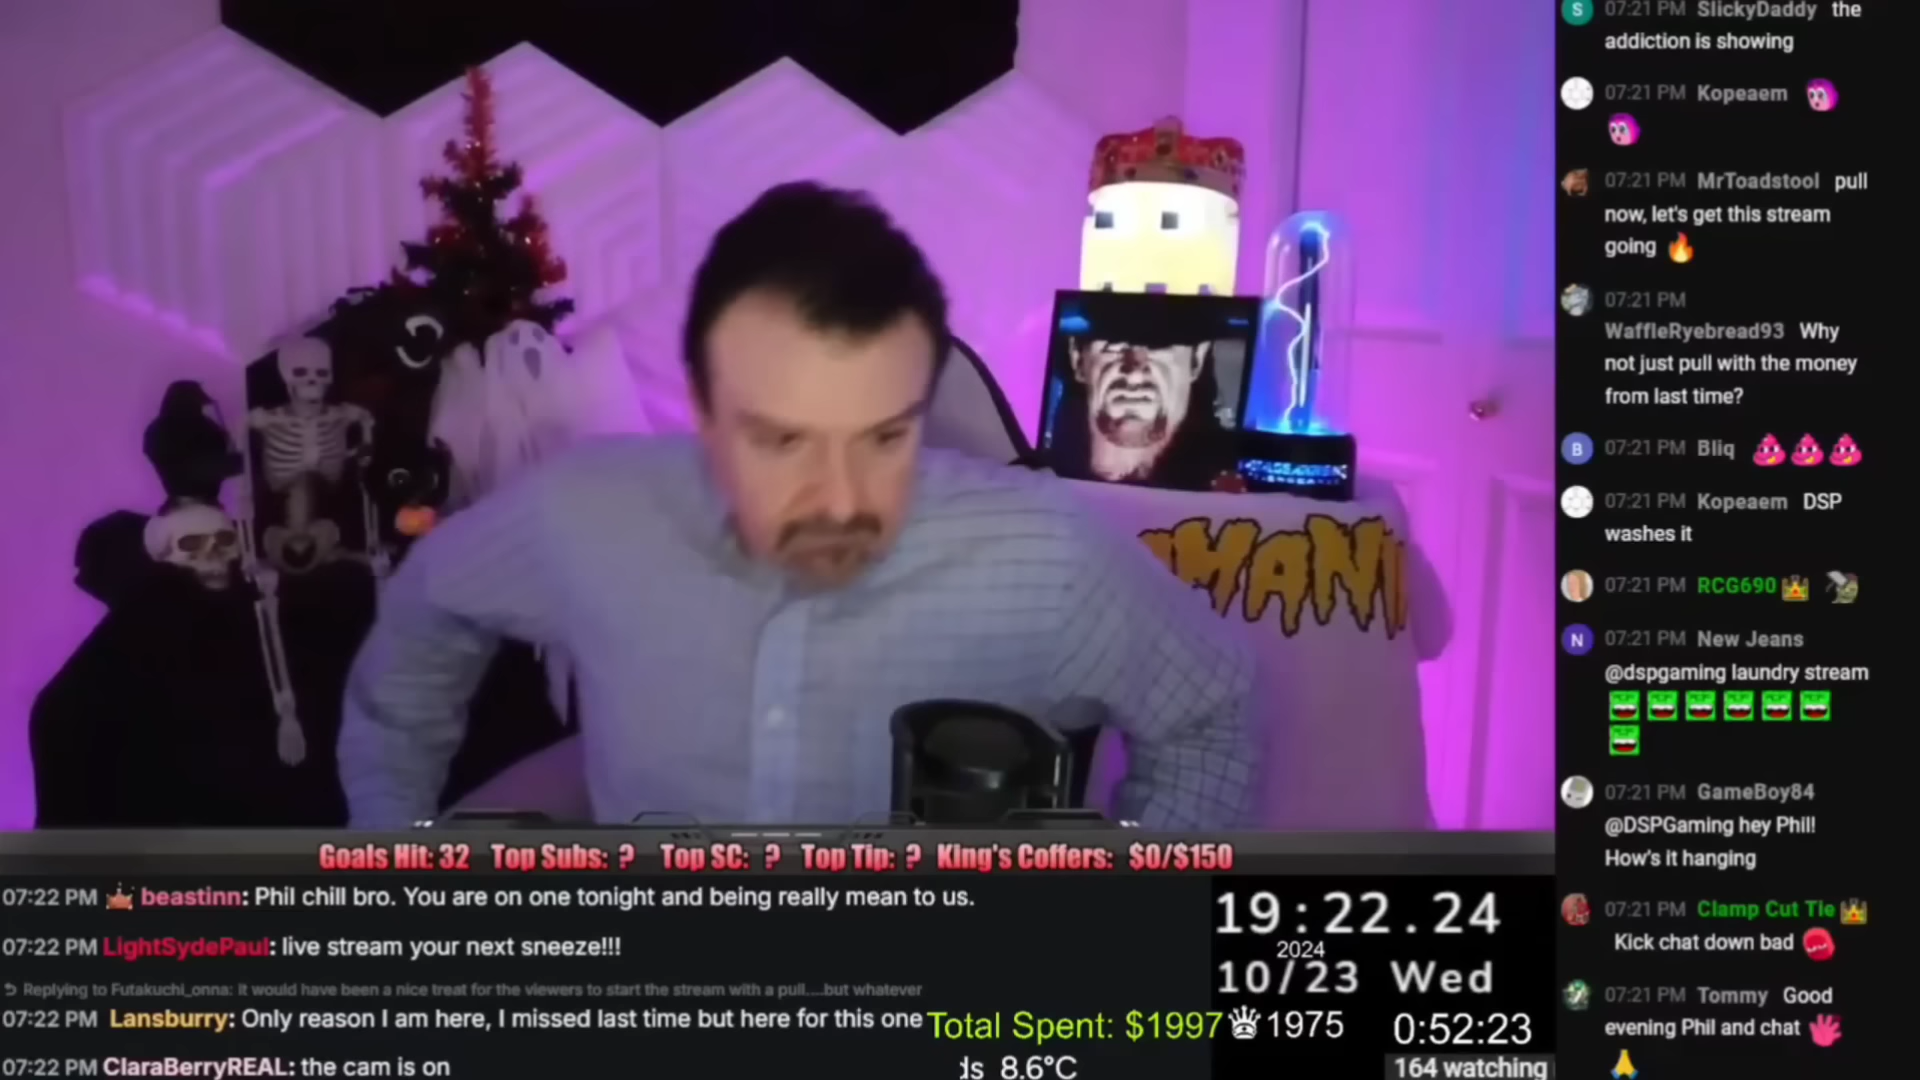 SlickyDaddy the
07:21 PM
addiction is showing
07:21 PM Kopeaem
07:21 PM MrToadstool pull
now, let's get this stream
going
07:21 PM
WaffleRyebread93 Why
not just pull with the money
from last time?
B 07:21 PM Bliq
07:21 PM Kopeaem DSP
washes it
07:21 PM RCG690
N 07:21 PM New Jeans
@dspgaming laundry stream
07:21 PM GameBoy84
@DSPGaming hey Phil!
How's it hanging
07:21 PM Clamp Cut Tie
Kick chat down bad
07:21 PM Tommy Good
evening Phil and chat
MANI
Goals Hit: 32 Top Subs: ? Top SC: ? Top Tip: ? King's Coffers: $0/$150
07:22 PM beastinn: Phil chill bro. You are on one tonight and being really mean to us.
07:22 PM LightSydePaul: live stream your next sneeze!!!
Replying to Futakuchi_onna: It would have been a nice treat for the viewers to start the stream with a pull....but whatever
07:22 PM Lansburry: Only reason I am here, I missed last time but here for this one
07:22 PM ClaraBerryREAL: the cam is on
Total Spent: $1997
ds 8.6°C
19:22.24
2024
10/23 Wed
1975 0:52:23
164 watching